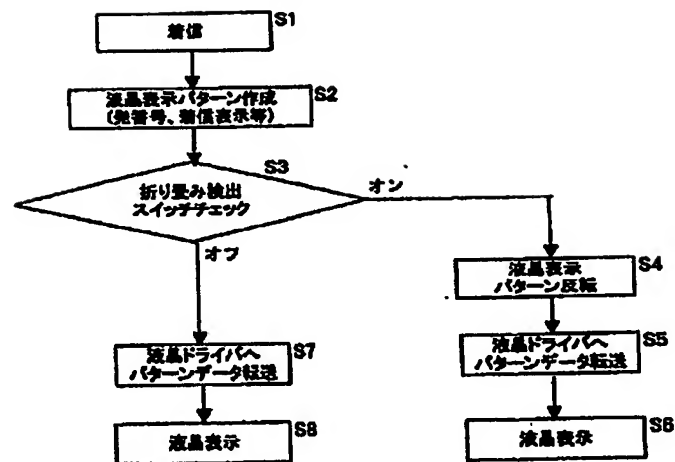 着信
S1
液晶表示パターン作成
(発番号、着信表示等)
S2
S3
折り畳み検出
スイッチチェック
オン
オフ
液晶表示
パターン反転
S4
液晶ドライバへ
パターンデータ転送
S7
液晶ドライバへ
パターンデータ転送
S5
液晶表示
S8
液晶表示
S6